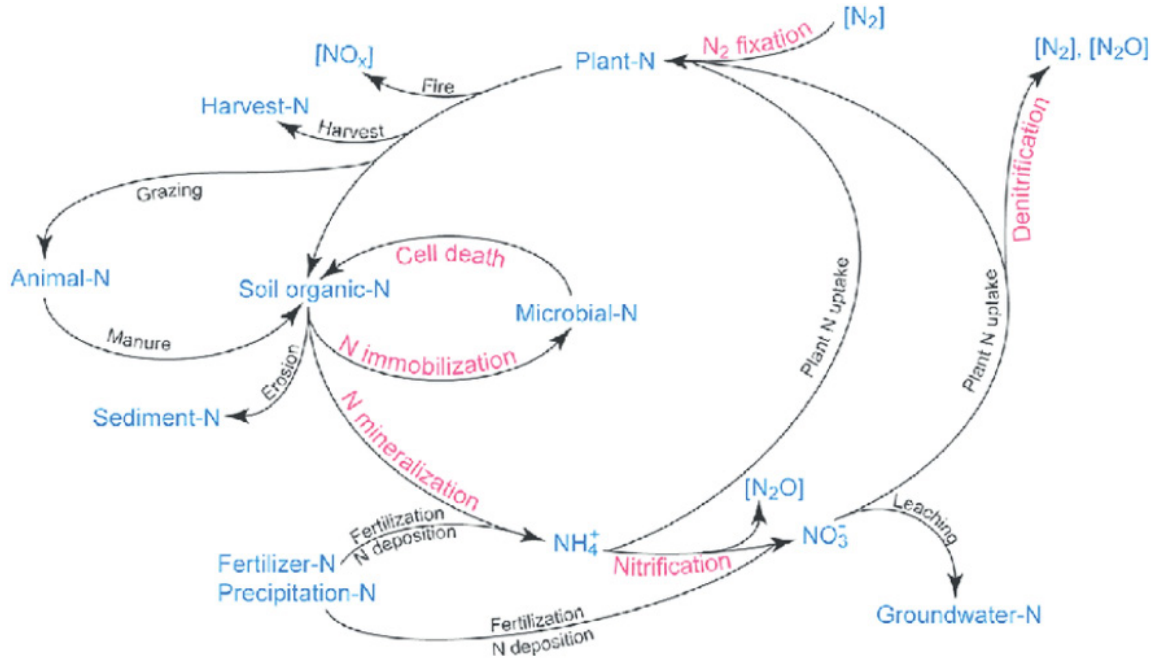 [N₂]
N₂ fixation
[NOₓ]
Plant-N
[N₂], [N₂O]
Fire
Harvest-N
Harvest
Grazing
Denitrification
Cell death
Animal-N
Soil organic-N
Microbial-N
Plant N uptake
Plant N uptake
Manure
N immobilization
Erosion
Sediment-N
N mineralization
[N₂O]
Leaching
Fertilization
N deposition
NH₄⁺
NO₃⁻
Nitrification
Fertilizer-N
Precipitation-N
Groundwater-N
Fertilization
N deposition